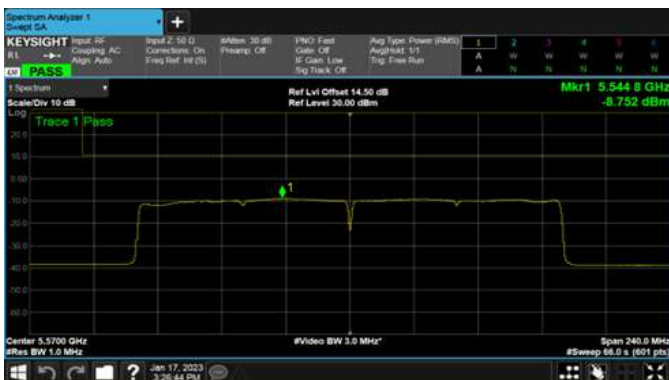 Spectrum Analyzer 1
Swept SA
+
KEYSIGHT Input: RF
RL
Coupling: AC
Align: Auto
Input Z: 50 Ω
Corrections: On
Freq Ref: Int (S)
#Atten: 30 dB
Preamp: Off
PNO: Fast
Gate: Off
IF Gain: Low
Sig Track: Off
Avg Type: Power (RMS)
Avg|Hold: 1/1
Trig: Free Run
1 2 3 4 5 6
A W W W W W
A N N N N N
PASS
1 Spectrum
Scale/Div 10 dB
Ref Lvl Offset 14.50 dB
Ref Level 30.00 dBm
Mkr1 5.544 8 GHz
-8.752 dBm
Log
Trace 1 Pass
20.0
10.0
0.00
1
-10.0
-20.0
-30.0
-40.0
-50.0
-60.0
Center 5.5700 GHz
#Res BW 1.0 MHz
#Video BW 3.0 MHz*
Span 240.0 MHz
#Sweep 66.0 s (601 pts)
?
Jan 17, 2023
3:26:44 PM